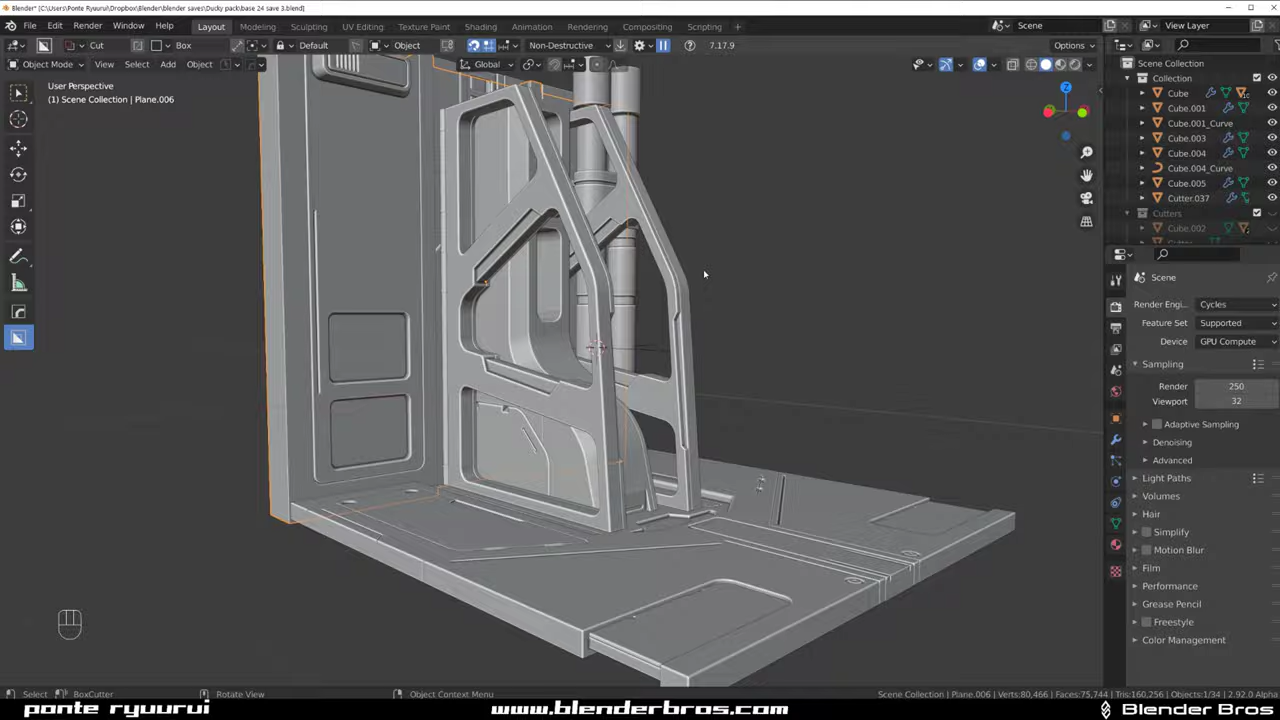 Blender* [C:\Users\Ponte Ryuurui\Dropbox\Blender\blender saves\Ducky pack\base 24 save 3.blend]
File Edit Render Window Help Layout Modeling Sculpting UV Editing Texture Paint Shading Animation Rendering Compositing Scripting + Scene View Layer
Cut Box Default Object Non-Destructive 7.17.9 Options
Object Mode View Select Add Object Global
User Perspective
(1) Scene Collection | Plane.006
Z
Scene Collection
Collection
Cube
Cube.001
Cube.001_Curve
Cube.003
Cube.004
Cube.004_Curve
Cube.005
Cutter.037
Cutters
Cube.002
Scene
Render Engi.. Cycles
Feature Set Supported
Device GPU Compute
Sampling
Render 250
Viewport 32
Adaptive Sampling
Denoising
Advanced
Light Paths
Volumes
Hair
Simplify
Motion Blur
Film
Performance
Grease Pencil
Freestyle
Color Management
Select BoxCutter Rotate View Object Context Menu Scene Collection | Plane.006 | Verts:80,466 | Faces:75,744 | Tris:160,256 | Objects:1/34 | 2.92.0 Alpha
ponte ryuurui www.blenderbros.com Blender Bros